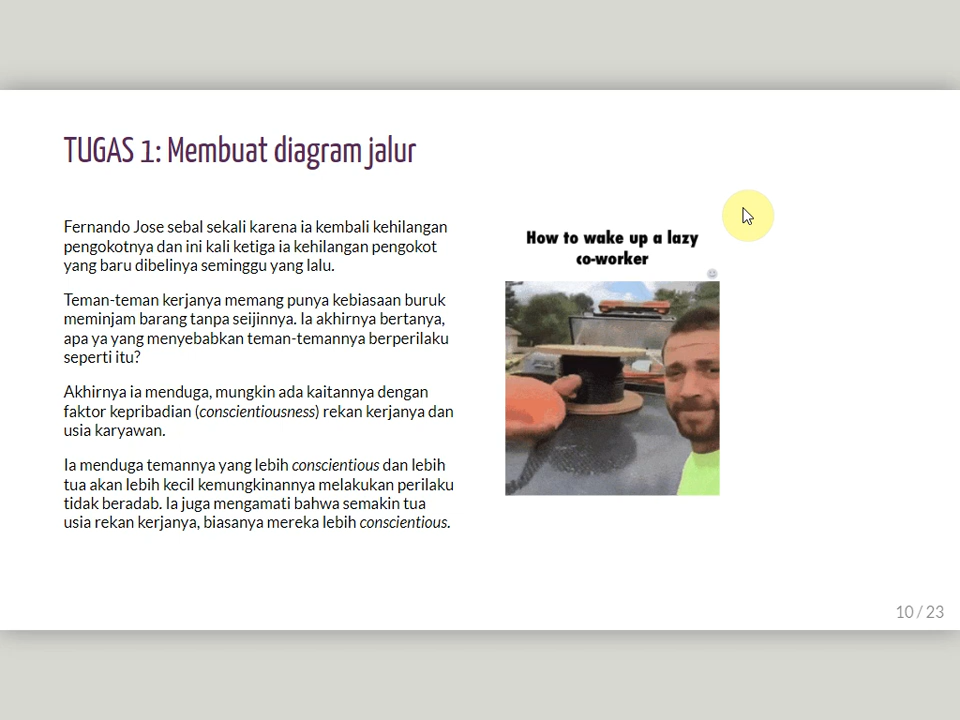 TUGAS 1: Membuat diagram jalur
Fernando Jose sebal sekali karena ia kembali kehilangan
pengokotnya dan ini kali ketiga ia kehilangan pengokot
yang baru dibelinya seminggu yang lalu.
Teman-teman kerjanya memang punya kebiasaan buruk
meminjam barang tanpa seijinnya. Ia akhirnya bertanya,
apa ya yang menyebabkan teman-temannya berperilaku
seperti itu?
Akhirnya ia menduga, mungkin ada kaitannya dengan
faktor kepribadian (conscientiousness) rekan kerjanya dan
usia karyawan.
Ia menduga temannya yang lebih conscientious dan lebih
tua akan lebih kecil kemungkinannya melakukan perilaku
tidak beradab. Ia juga mengamati bahwa semakin tua
usia rekan kerjanya, biasanya mereka lebih conscientious.
How to wake up a lazy
co-worker
10 / 23